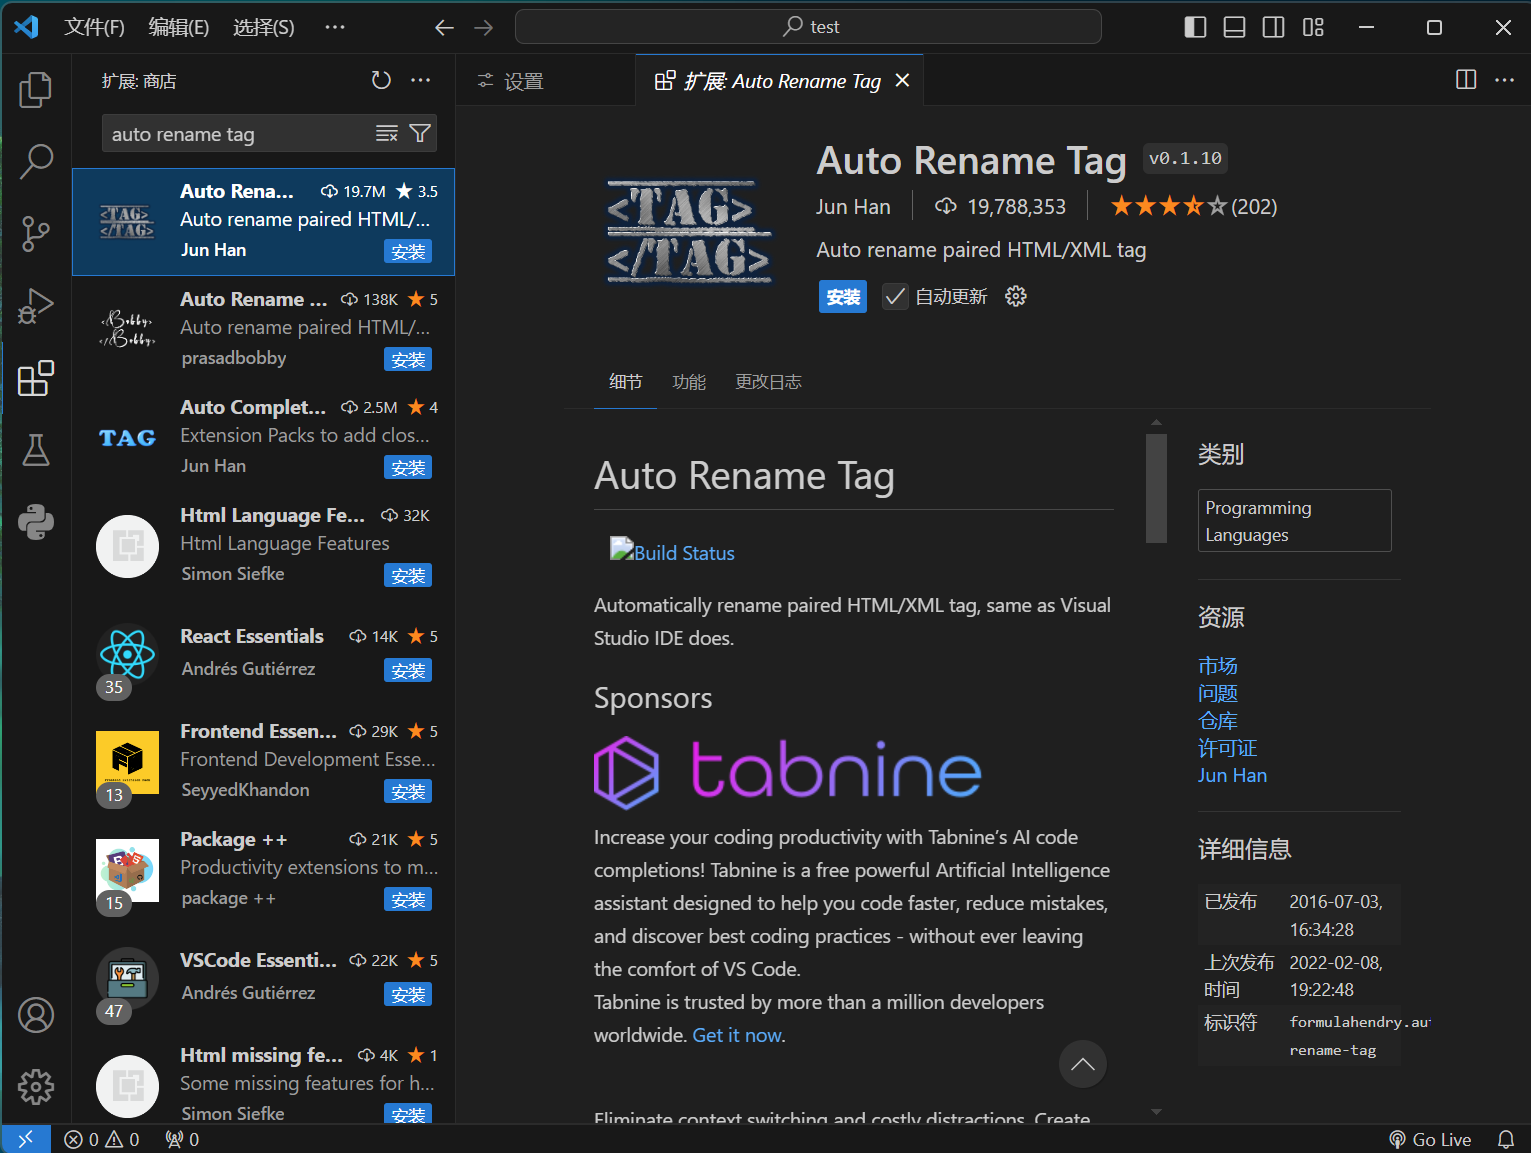 文件(F) 编辑(E) 选择(S) ··· test
扩展: 商店
auto rename tag
Auto Rena... 19.7M 3.5
Auto rename paired HTML/...
Jun Han 安装
Auto Rename ... 138K 5
Auto rename paired HTML/...
prasadbobby 安装
Auto Complet... 2.5M 4
Extension Packs to add clos...
Jun Han 安装
Html Language Fe... 32K
Html Language Features
Simon Siefke 安装
React Essentials 14K 5
Andrés Gutiérrez 安装
35
Frontend Essen... 29K 5
Frontend Development Esse...
SeyyedKhandon 安装
13
Package ++ 21K 5
Productivity extensions to m...
package ++ 安装
15
VSCode Essenti... 22K 5
Andrés Gutiérrez 安装
47
Html missing fe... 4K 1
Some missing features for h...
Simon Siefke 安装
<TAG>
</TAG>
<Bobby>
</Bobby>
TAG
设置 扩展: Auto Rename Tag
<TAG>
</TAG>
Auto Rename Tag v0.1.10
Jun Han 19,788,353 (202)
Auto rename paired HTML/XML tag
安装 自动更新
细节 功能 更改日志
Auto Rename Tag
Build Status
Automatically rename paired HTML/XML tag, same as Visual
Studio IDE does.
Sponsors
tabnine
Increase your coding productivity with Tabnine's AI code
completions! Tabnine is a free powerful Artificial Intelligence
assistant designed to help you code faster, reduce mistakes,
and discover best coding practices - without ever leaving
the comfort of VS Code.
Tabnine is trusted by more than a million developers
worldwide. Get it now.
Eliminate context switching and costly distractions. Create
类别
Programming
Languages
资源
市场
问题
仓库
许可证
Jun Han
详细信息
已发布 2016-07-03,
16:34:28
上次发布 2022-02-08,
时间 19:22:48
标识符 formulahendry.au
rename-tag
0 0 0 Go Live